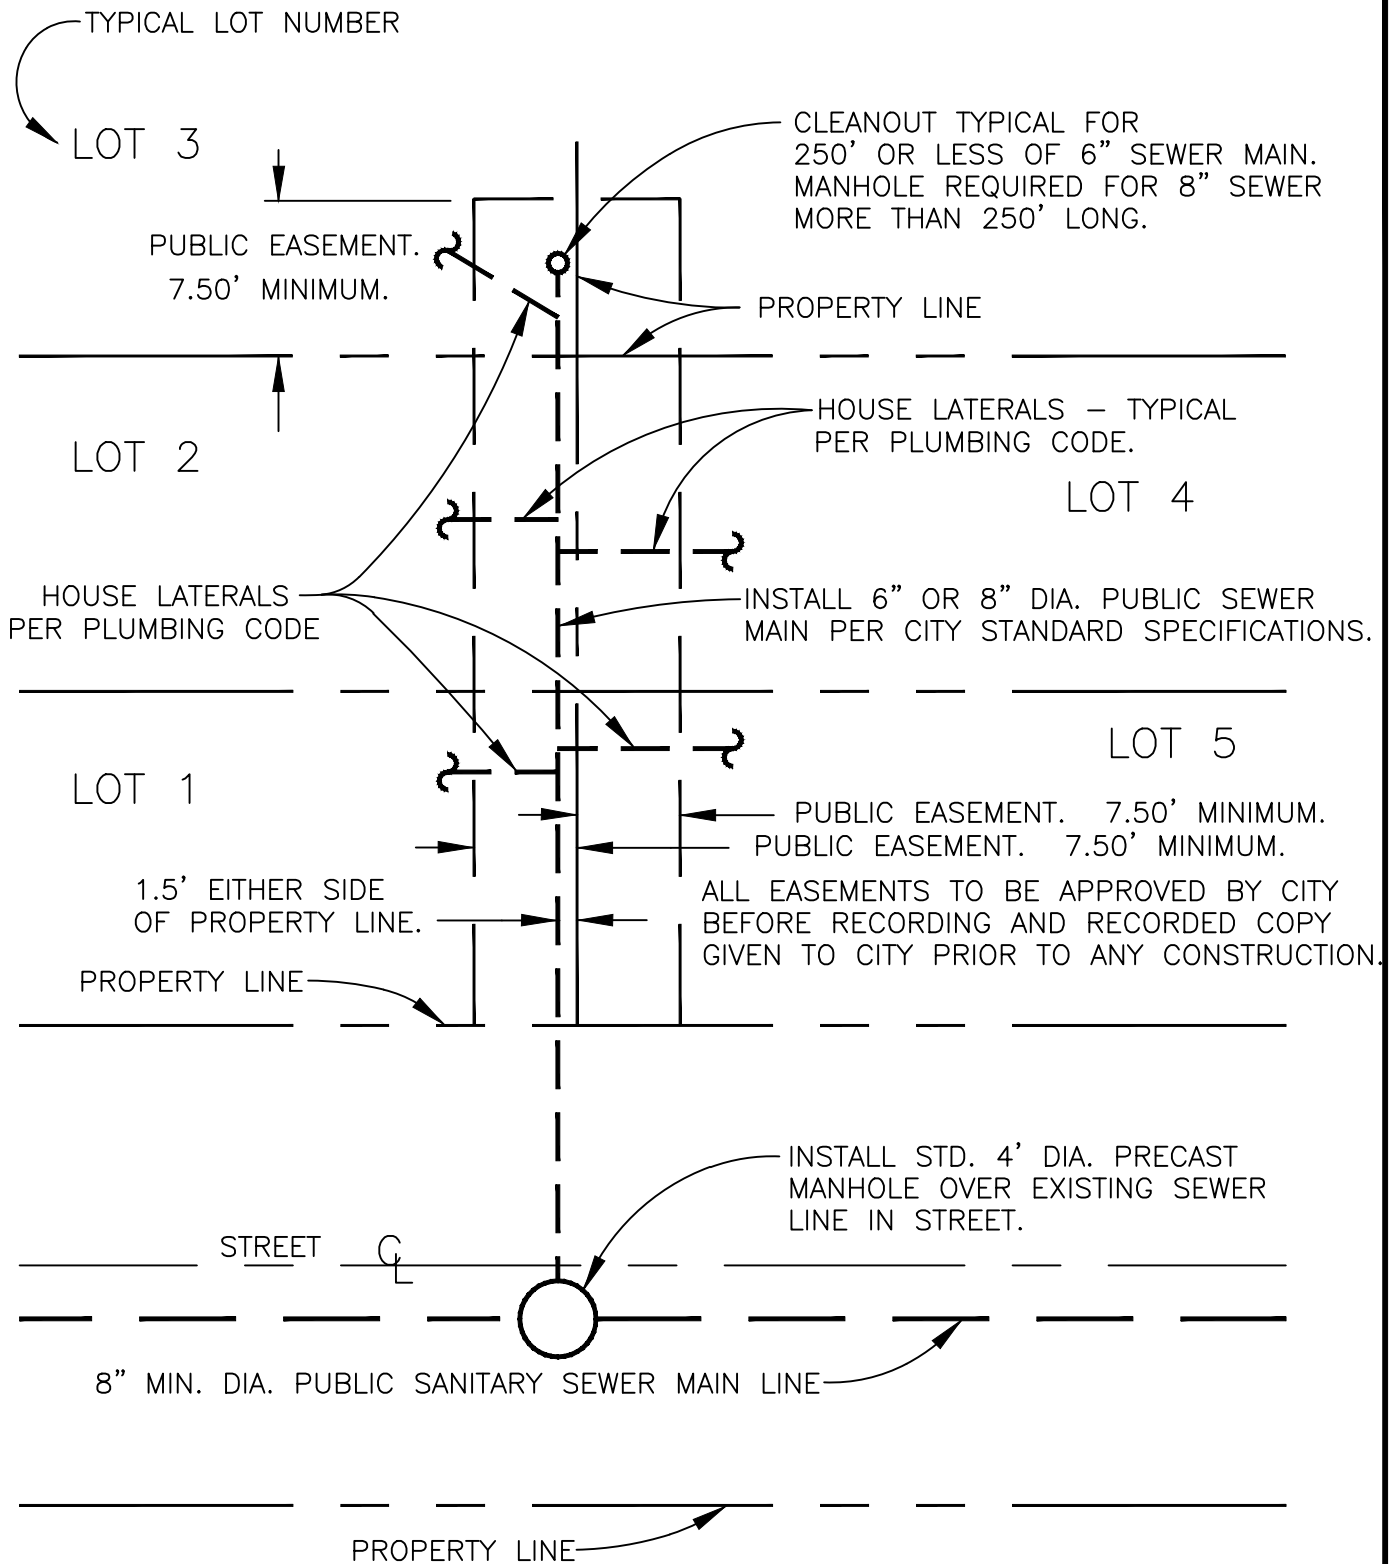 TYPICAL LOT NUMBER
LOT 3
CLEANOUT TYPICAL FOR
250' OR LESS OF 6" SEWER MAIN.
MANHOLE REQUIRED FOR 8" SEWER
MORE THAN 250' LONG.
PUBLIC EASEMENT.
7.50' MINIMUM.
PROPERTY LINE
HOUSE LATERALS – TYPICAL
PER PLUMBING CODE.
LOT 2
LOT 4
HOUSE LATERALS
PER PLUMBING CODE
INSTALL 6" OR 8" DIA. PUBLIC SEWER
MAIN PER CITY STANDARD SPECIFICATIONS.
LOT 5
LOT 1
PUBLIC EASEMENT. 7.50' MINIMUM.
PUBLIC EASEMENT. 7.50' MINIMUM.
1.5' EITHER SIDE
OF PROPERTY LINE.
ALL EASEMENTS TO BE APPROVED BY CITY
BEFORE RECORDING AND RECORDED COPY
GIVEN TO CITY PRIOR TO ANY CONSTRUCTION.
PROPERTY LINE
INSTALL STD. 4' DIA. PRECAST
MANHOLE OVER EXISTING SEWER
LINE IN STREET.
STREET ℄
8" MIN. DIA. PUBLIC SANITARY SEWER MAIN LINE
PROPERTY LINE